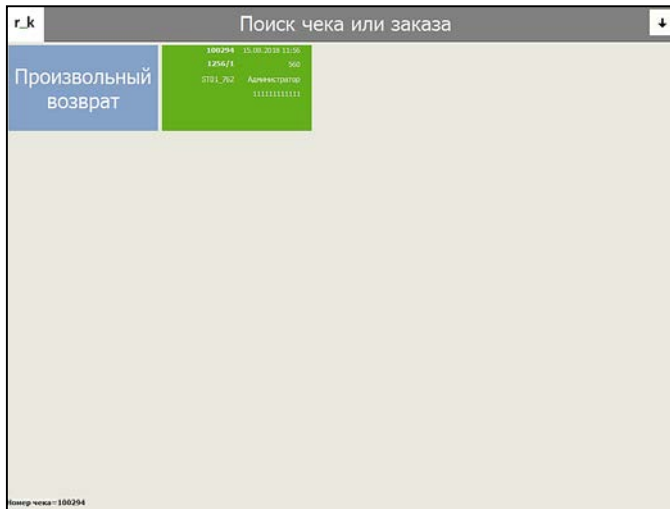 r_k
Поиск чека или заказа
Произвольный
возврат
100294 15.08.2018 11:56
1256/1 560
ST01_762 Администратор
111111111111
Номер чека=100294